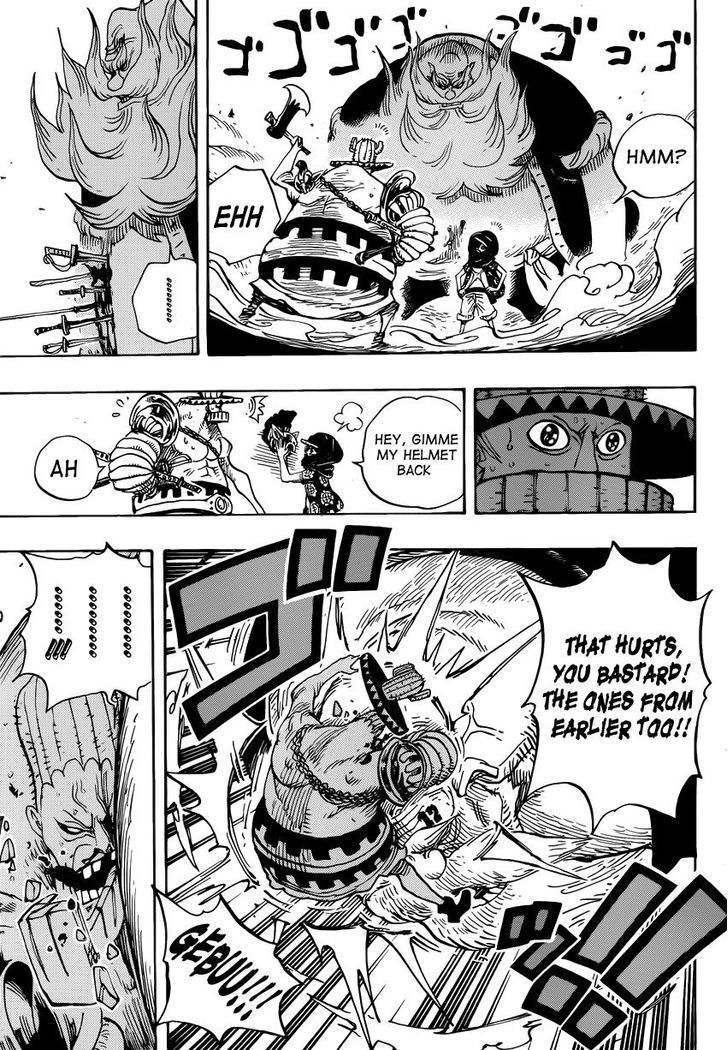 ゴゴゴゴ ゴゴゴゴ
HMM?
EHH
..........
HEY, GIMME
MY HELMET
BACK
AH
THAT HURTS,
YOU BASTARD!
THE ONES FROM
EARLIER TOO!!
12
GEBUU!!!
......... ......... .........!!!